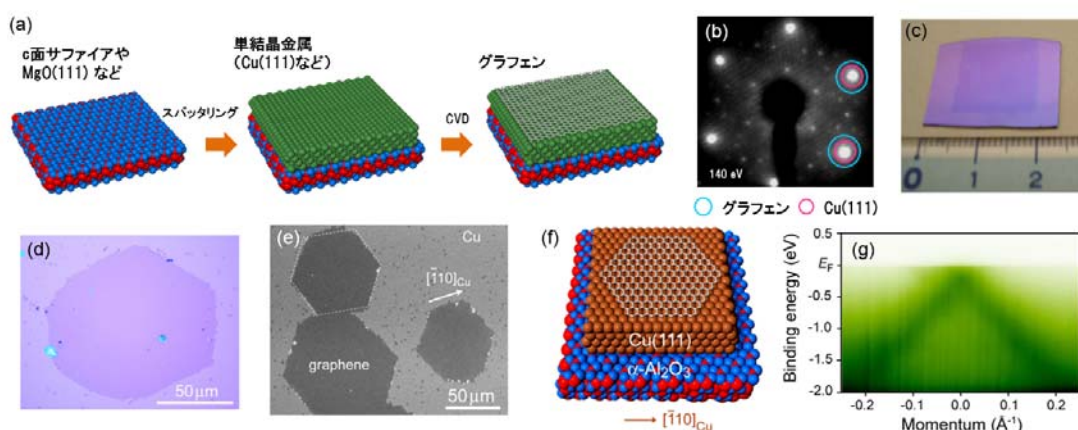 (a)
c面サファイアや
MgO(111) など
スパッタリング
単結晶金属
(Cu(111)など)
CVD
グラフェン
(b)
140 eV
グラフェン
Cu(111)
(c)
0 1 2
(d)
50μm
(e)
Cu
[1̄10]Cu
graphene
50μm
(f)
Cu(111)
α-Al2O3
[1̄10]Cu
(g)
Binding energy (eV)
0.5
EF
-0.5
-1.0
-1.5
-2.0
-0.2 -0.1 0.0 0.1 0.2
Momentum (Å-1)